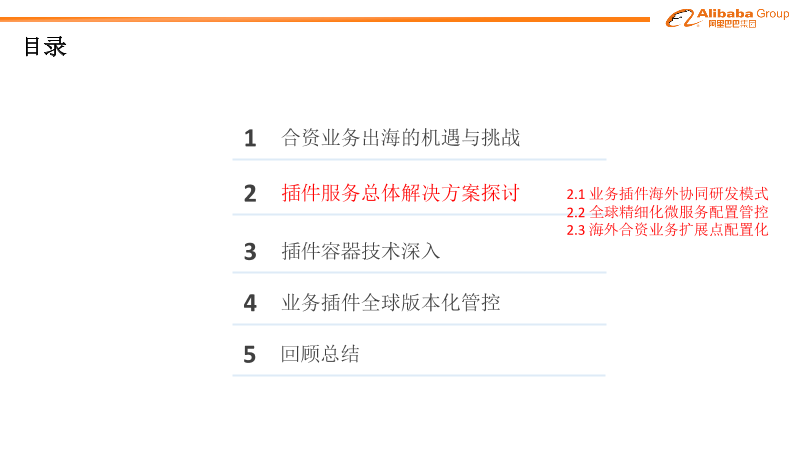 Alibaba Group
阿里巴巴集团
目录
1 合资业务出海的机遇与挑战
2 插件服务总体解决方案探讨
2.1 业务插件海外协同研发模式
2.2 全球精细化微服务配置管控
2.3 海外合资业务扩展点配置化
3 插件容器技术深入
4 业务插件全球版本化管控
5 回顾总结